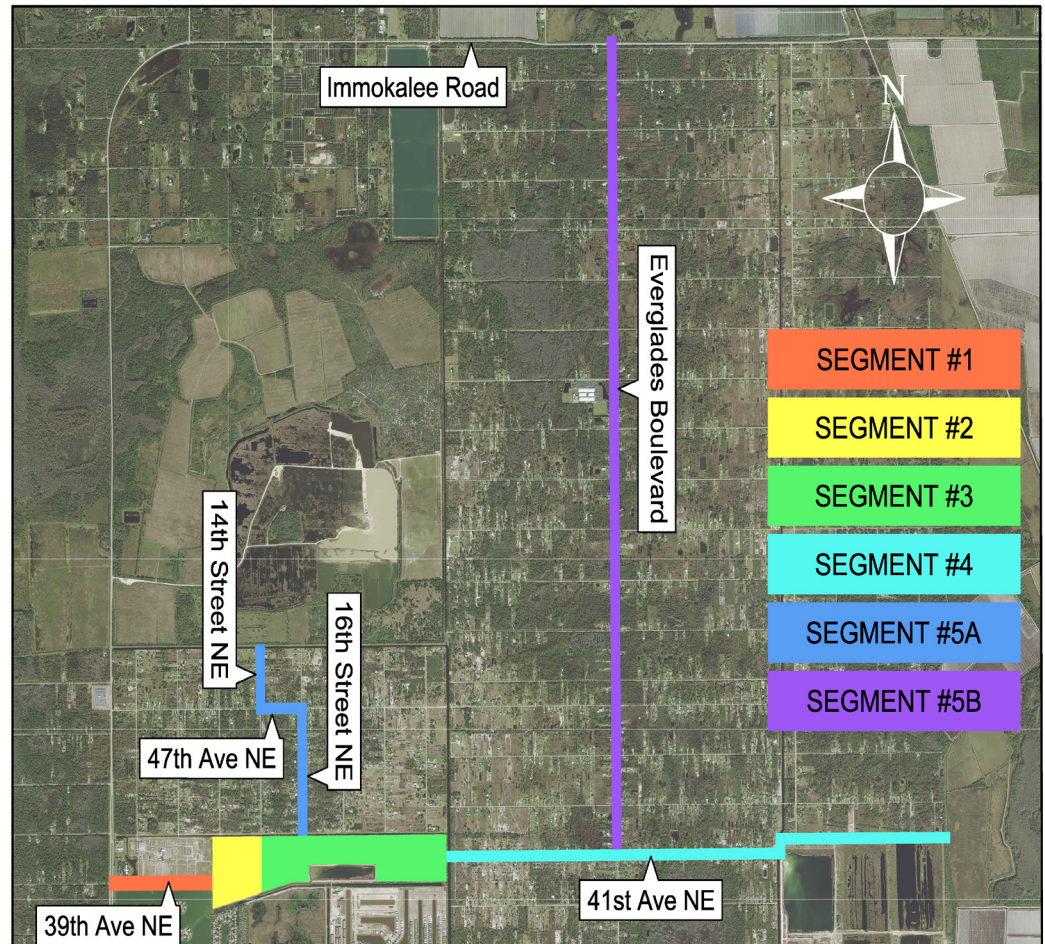 Immokalee Road
N
Everglades Boulevard
SEGMENT #1
SEGMENT #2
SEGMENT #3
SEGMENT #4
SEGMENT #5A
SEGMENT #5B
14th Street NE
16th Street NE
47th Ave NE
39th Ave NE
41st Ave NE